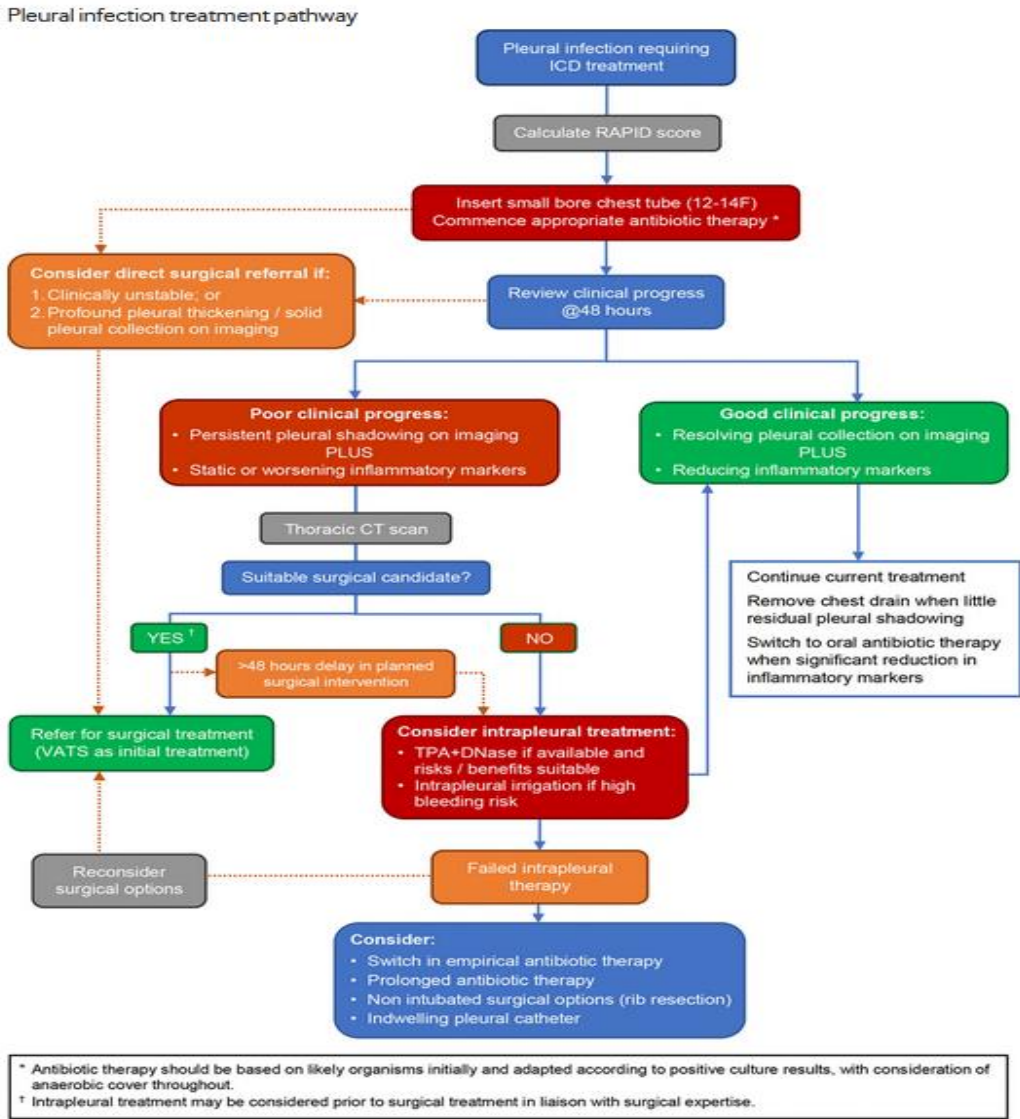 Pleural infection treatment pathway
Pleural infection requiring
ICD treatment
Calculate RAPID score
Insert small bore chest tube (12-14F)
Commence appropriate antibiotic therapy *
Consider direct surgical referral if:
1. Clinically unstable; or
2. Profound pleural thickening / solid
pleural collection on imaging
Review clinical progress
@48 hours
Poor clinical progress:
• Persistent pleural shadowing on imaging
PLUS
• Static or worsening inflammatory markers
Good clinical progress:
• Resolving pleural collection on imaging
PLUS
• Reducing inflammatory markers
Thoracic CT scan
Suitable surgical candidate?
Continue current treatment
Remove chest drain when little
residual pleural shadowing
Switch to oral antibiotic therapy
when significant reduction in
inflammatory markers
YES †
NO
>48 hours delay in planned
surgical intervention
Refer for surgical treatment
(VATS as initial treatment)
Consider intrapleural treatment:
• TPA+DNase if available and
risks / benefits suitable
• Intrapleural irrigation if high
bleeding risk
Reconsider
surgical options
Failed intrapleural
therapy
Consider:
• Switch in empirical antibiotic therapy
• Prolonged antibiotic therapy
• Non intubated surgical options (rib resection)
• Indwelling pleural catheter
* Antibiotic therapy should be based on likely organisms initially and adapted according to positive culture results, with consideration of
anaerobic cover throughout.
† Intrapleural treatment may be considered prior to surgical treatment in liaison with surgical expertise.